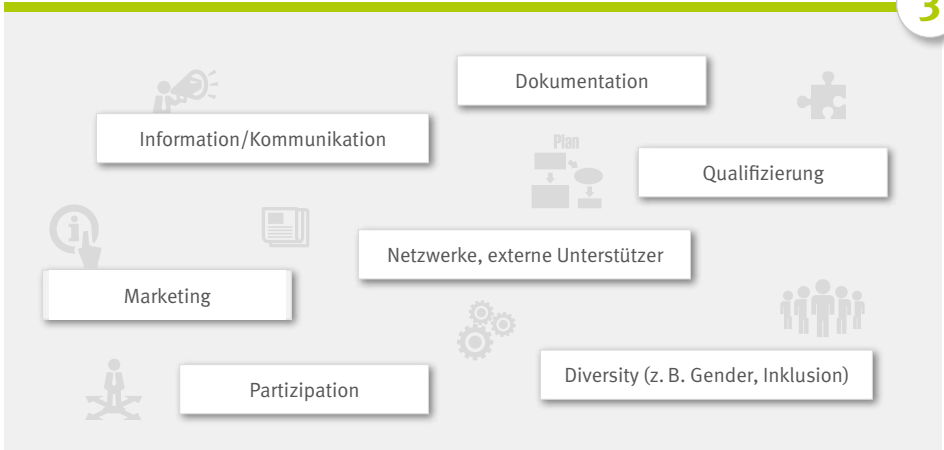 3
Dokumentation
Information/Kommunikation
Plan
Qualifizierung
Netzwerke, externe Unterstützer
Marketing
Diversity (z. B. Gender, Inklusion)
Partizipation